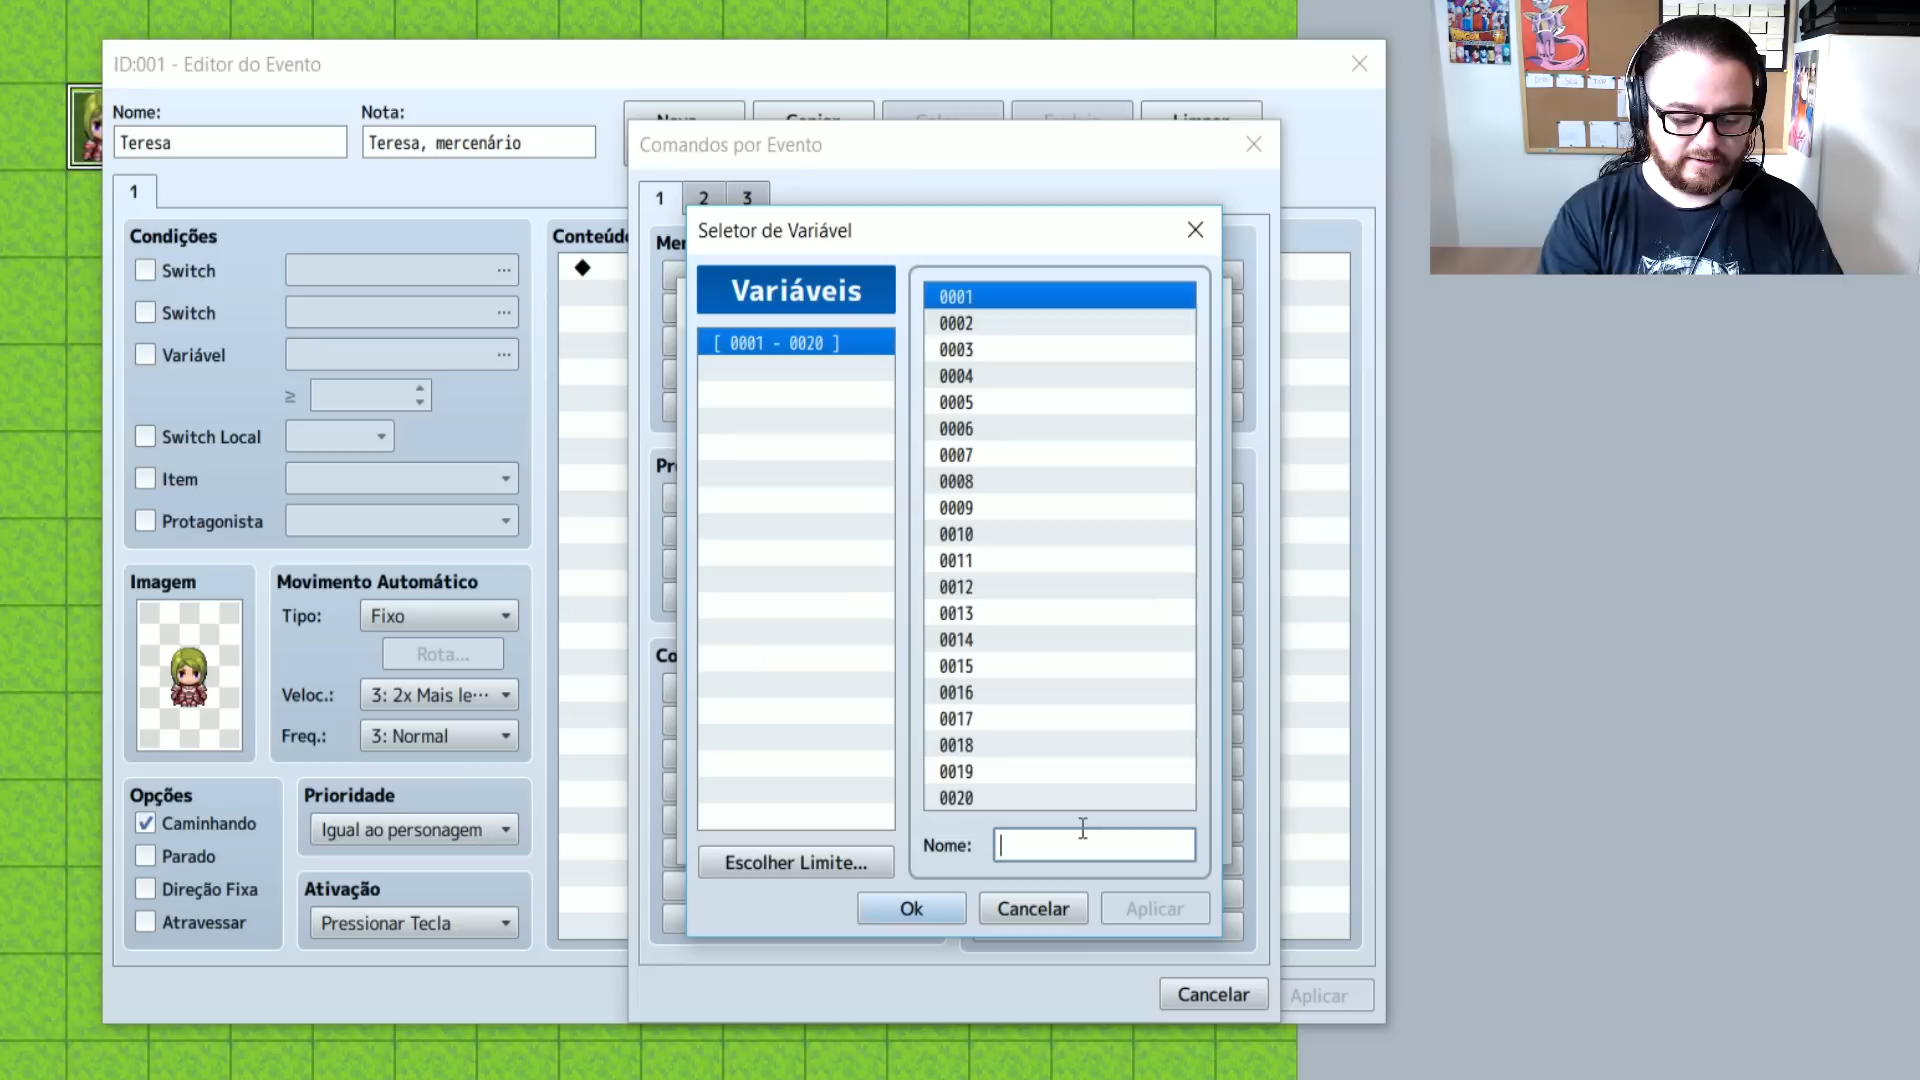 ID:001 - Editor do Evento
Nome:
Nota:
Teresa
Teresa, mercenário
Comandos por Evento
1
1
2
3
Condições
Switch
...
Switch
...
Variável
...
≥
Switch Local
Item
Protagonista
Conteúdo
Seletor de Variável
Variáveis
[ 0001 - 0020 ]
0001
0002
0003
0004
0005
0006
0007
0008
0009
0010
0011
0012
0013
0014
0015
0016
0017
0018
0019
0020
Nome:
Escolher Limite...
Ok
Cancelar
Aplicar
Imagem
Movimento Automático
Tipo:
Fixo
Rota...
Veloc.:
3: 2x Mais le...
Freq.:
3: Normal
Opções
Caminhando
Parado
Direção Fixa
Atravessar
Prioridade
Igual ao personagem
Ativação
Pressionar Tecla
Cancelar
Aplicar